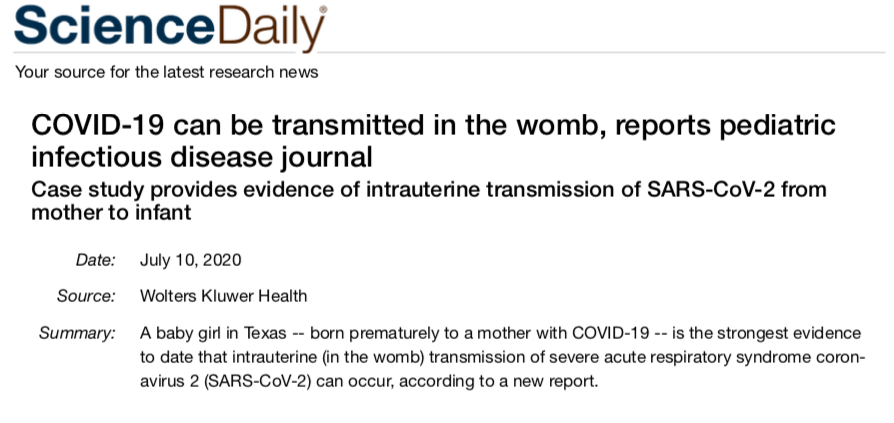 ScienceDaily®
Your source for the latest research news
COVID-19 can be transmitted in the womb, reports pediatric
infectious disease journal
Case study provides evidence of intrauterine transmission of SARS-CoV-2 from
mother to infant
Date: July 10, 2020
Source: Wolters Kluwer Health
Summary: A baby girl in Texas -- born prematurely to a mother with COVID-19 -- is the strongest evidence
to date that intrauterine (in the womb) transmission of severe acute respiratory syndrome coron-
avirus 2 (SARS-CoV-2) can occur, according to a new report.